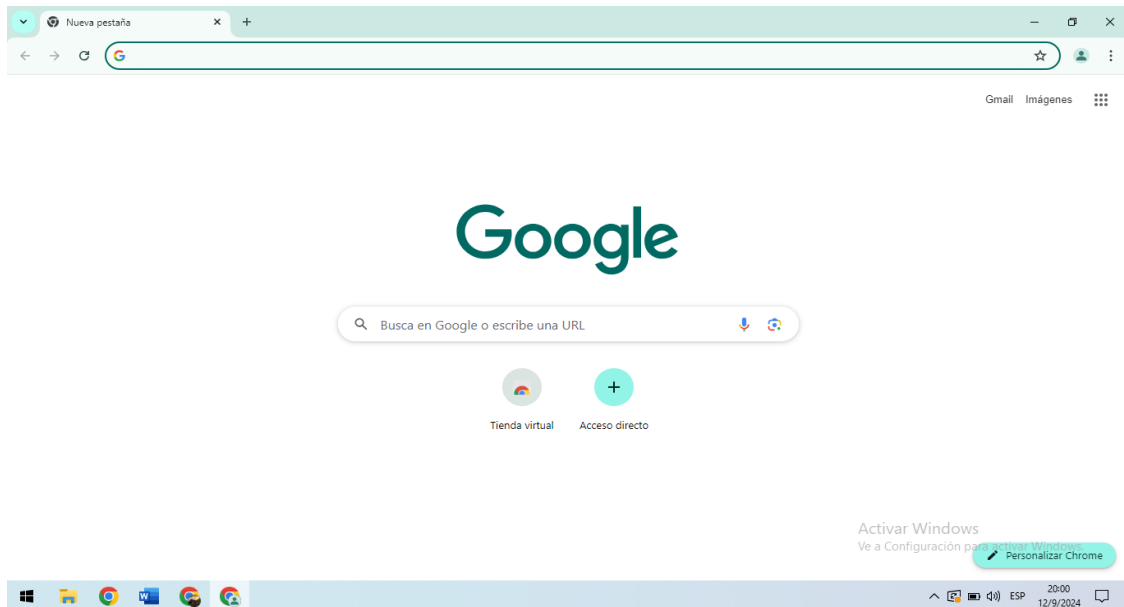 Nueva pestaña
Gmail Imágenes
Google
Busca en Google o escribe una URL
Tienda virtual Acceso directo
Activar Windows
Ve a Configuración para activar Windows.
Personalizar Chrome
ESP 20:00
12/9/2024